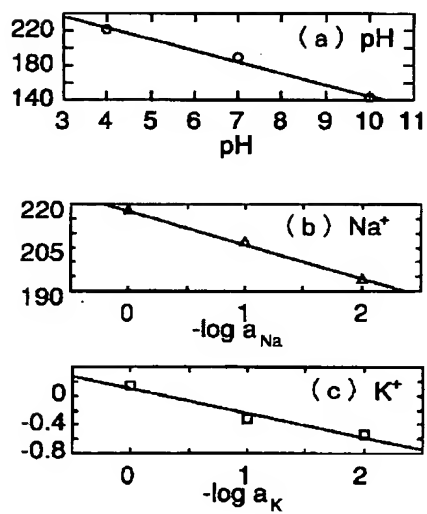 220
180
140
(a) pH
3 4 5 6 7 8 9 10 11
pH
220
205
190
(b) Na⁺
0 1 2
-log a_Na
0
-0.4
-0.8
(c) K⁺
0 1 2
-log a_K